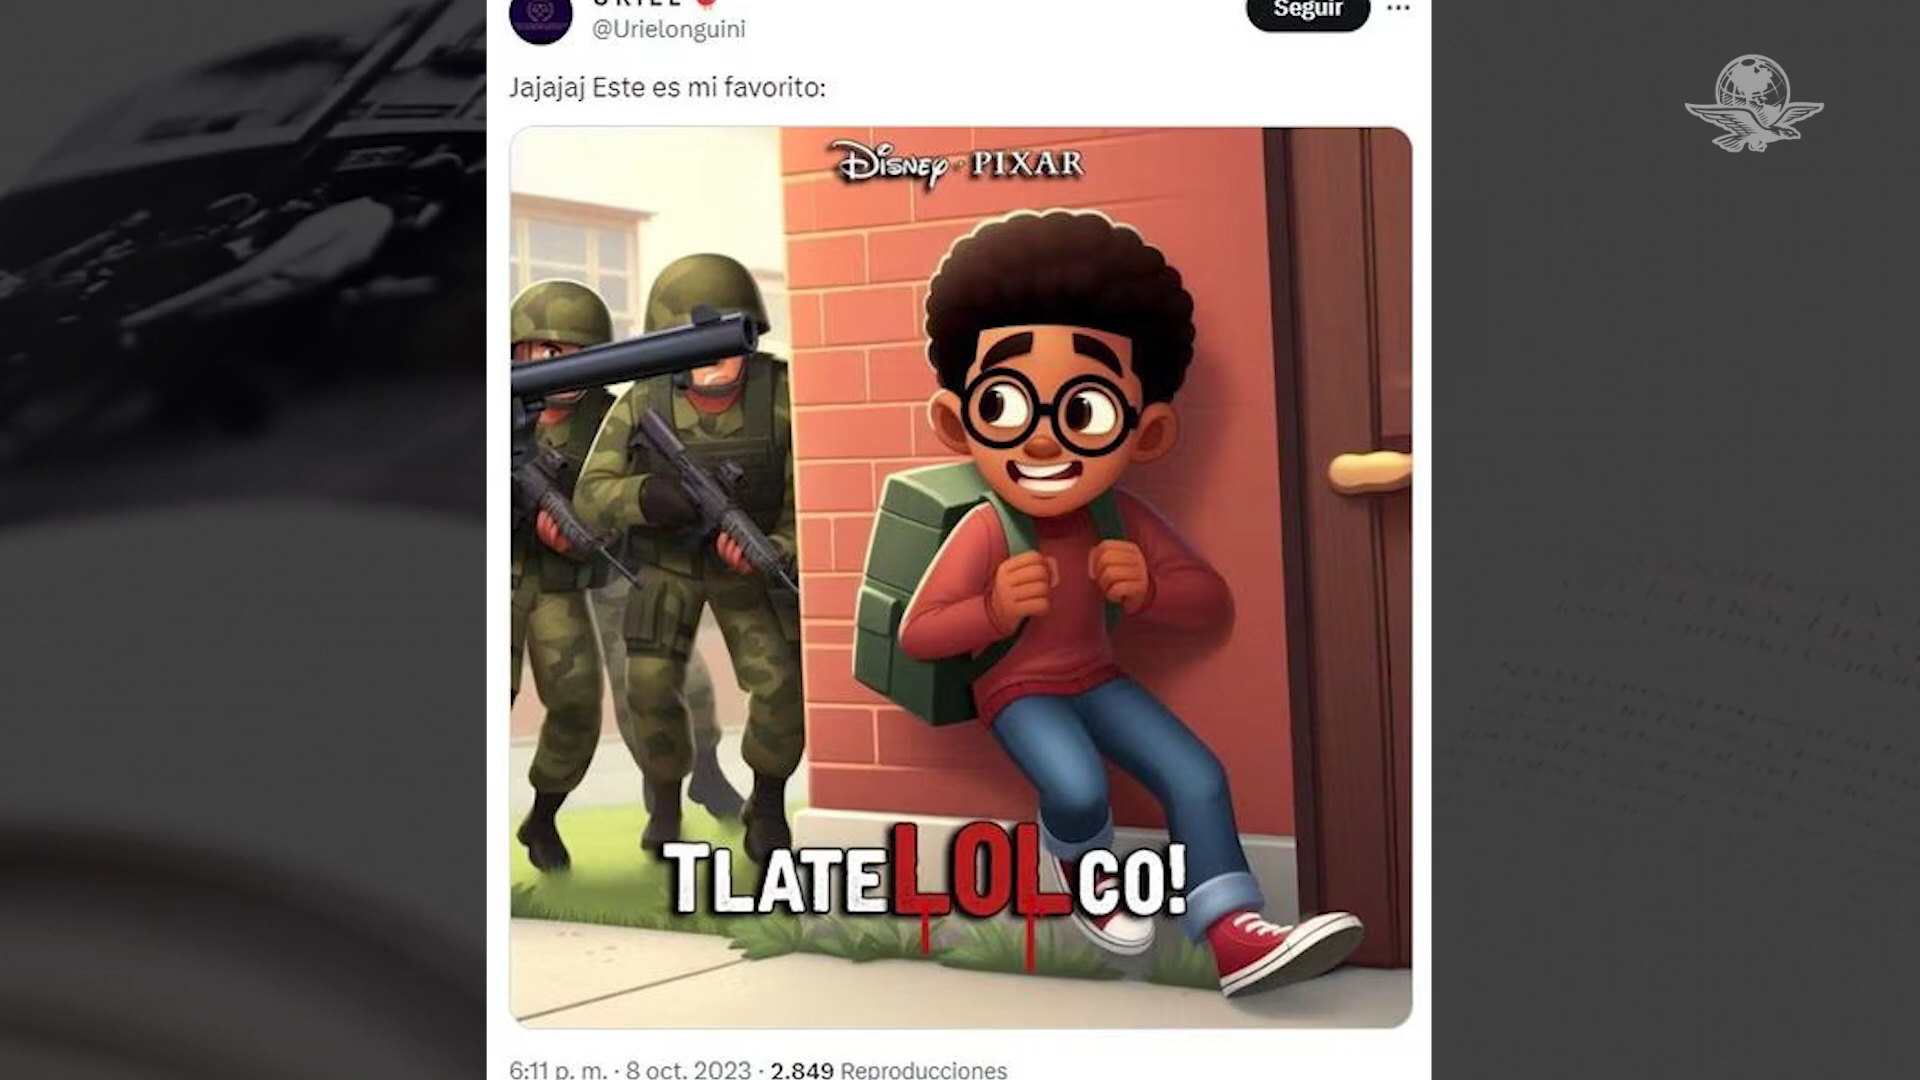 @Urielonguini
Seguir
Jajajaj Este es mi favorito:
DISNEY · PIXAR
TLATELOLCO!
6:11 p. m. · 8 oct. 2023 · 2.849 Reproducciones